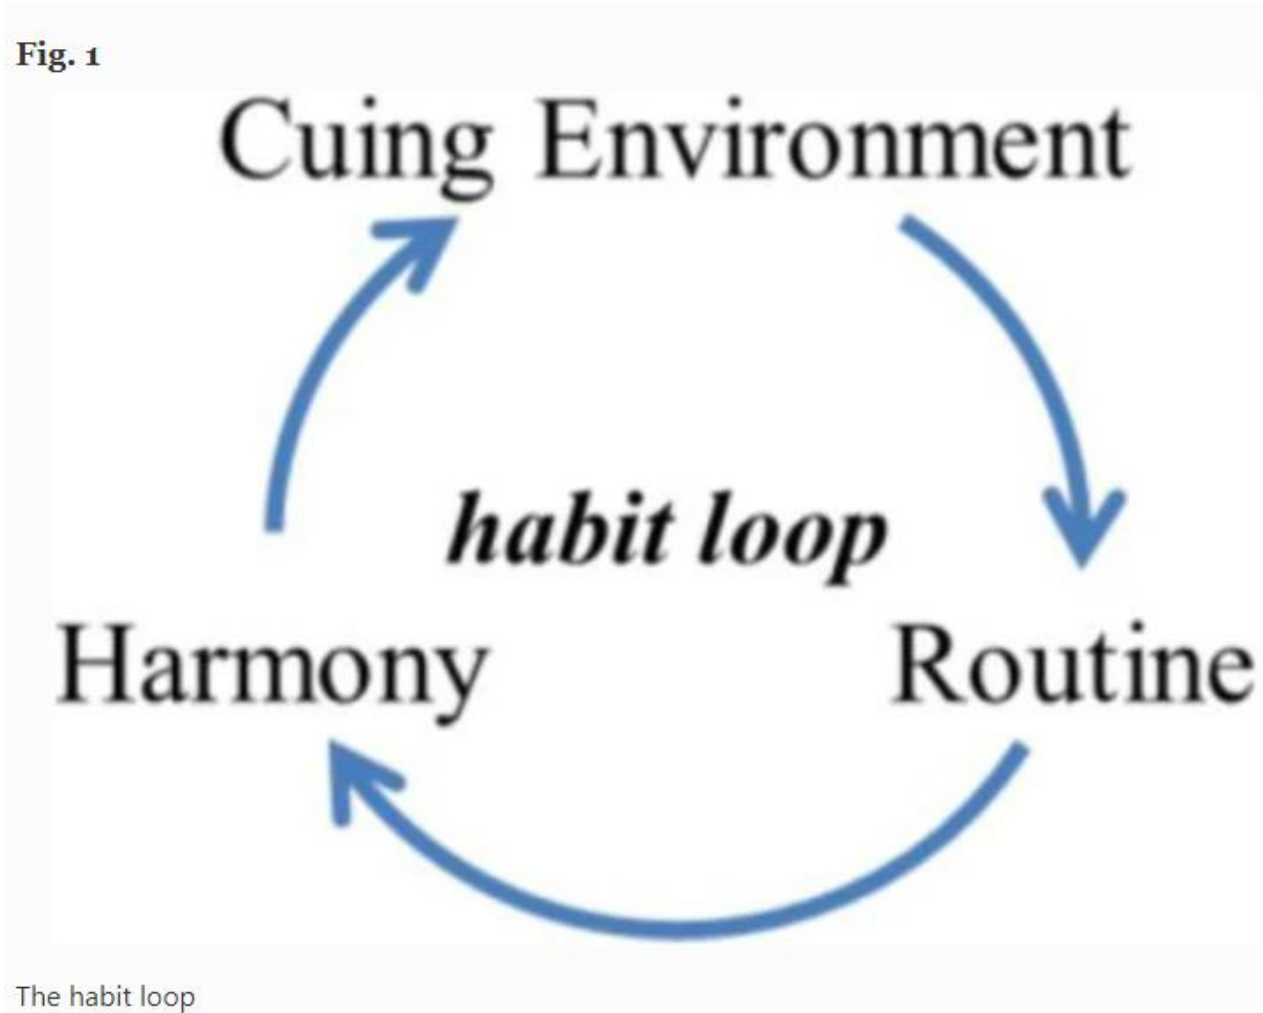 Fig. 1
Cuing Environment
habit loop
Harmony
Routine
The habit loop